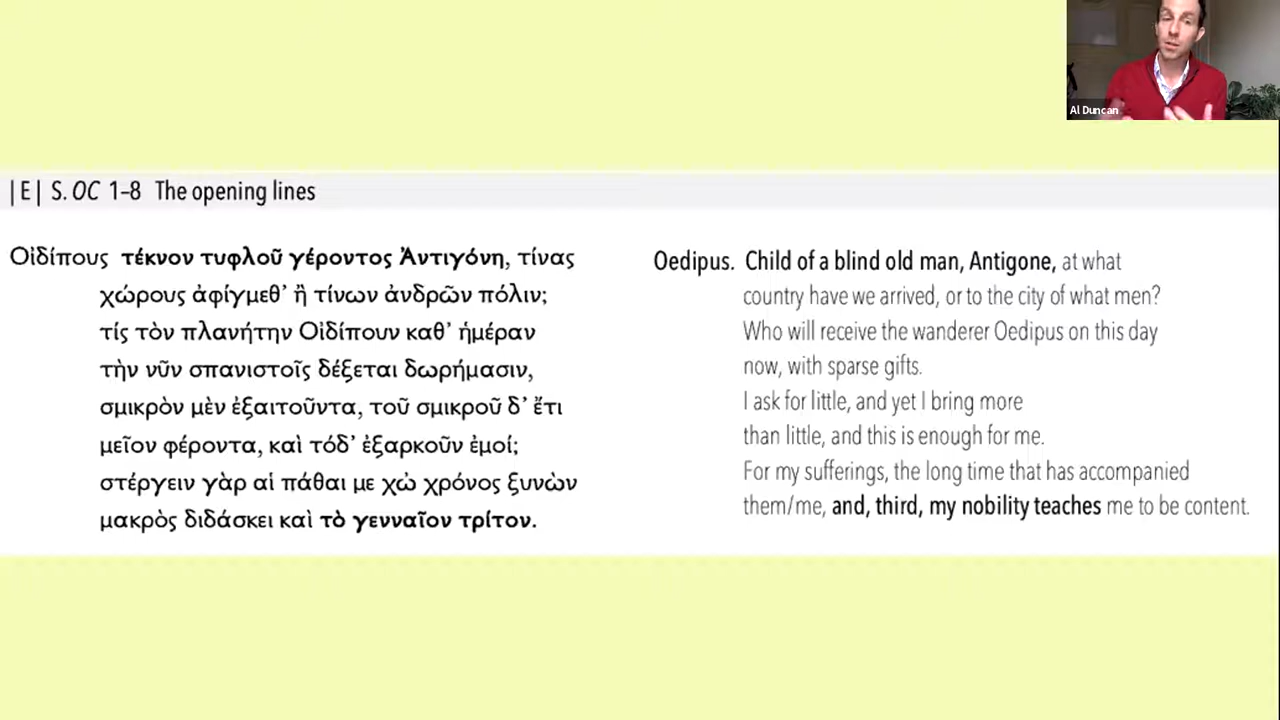 Al Duncan
|E| S. OC 1–8 The opening lines
Οἰδίπους τέκνον τυφλοῦ γέροντος Ἀντιγόνη, τίνας
χώρους ἀφίγμεθ’ ἢ τίνων ἀνδρῶν πόλιν;
τίς τὸν πλανήτην Οἰδίπουν καθ’ ἡμέραν
τὴν νῦν σπανιστοῖς δέξεται δωρήμασιν,
σμικρὸν μὲν ἐξαιτοῦντα, τοῦ σμικροῦ δ’ ἔτι
μεῖον φέροντα, καὶ τόδ’ ἐξαρκοῦν ἐμοί;
στέργειν γὰρ αἱ πάθαι με χὠ χρόνος ξυνὼν
μακρὸς διδάσκει καὶ τὸ γενναῖον τρίτον.
Oedipus. Child of a blind old man, Antigone, at what
country have we arrived, or to the city of what men?
Who will receive the wanderer Oedipus on this day
now, with sparse gifts.
I ask for little, and yet I bring more
than little, and this is enough for me.
For my sufferings, the long time that has accompanied
them/me, and, third, my nobility teaches me to be content.